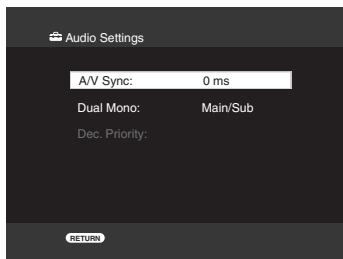 Audio Settings
A/V Sync: 0 ms
Dual Mono: Main/Sub
Dec. Priority:
RETURN